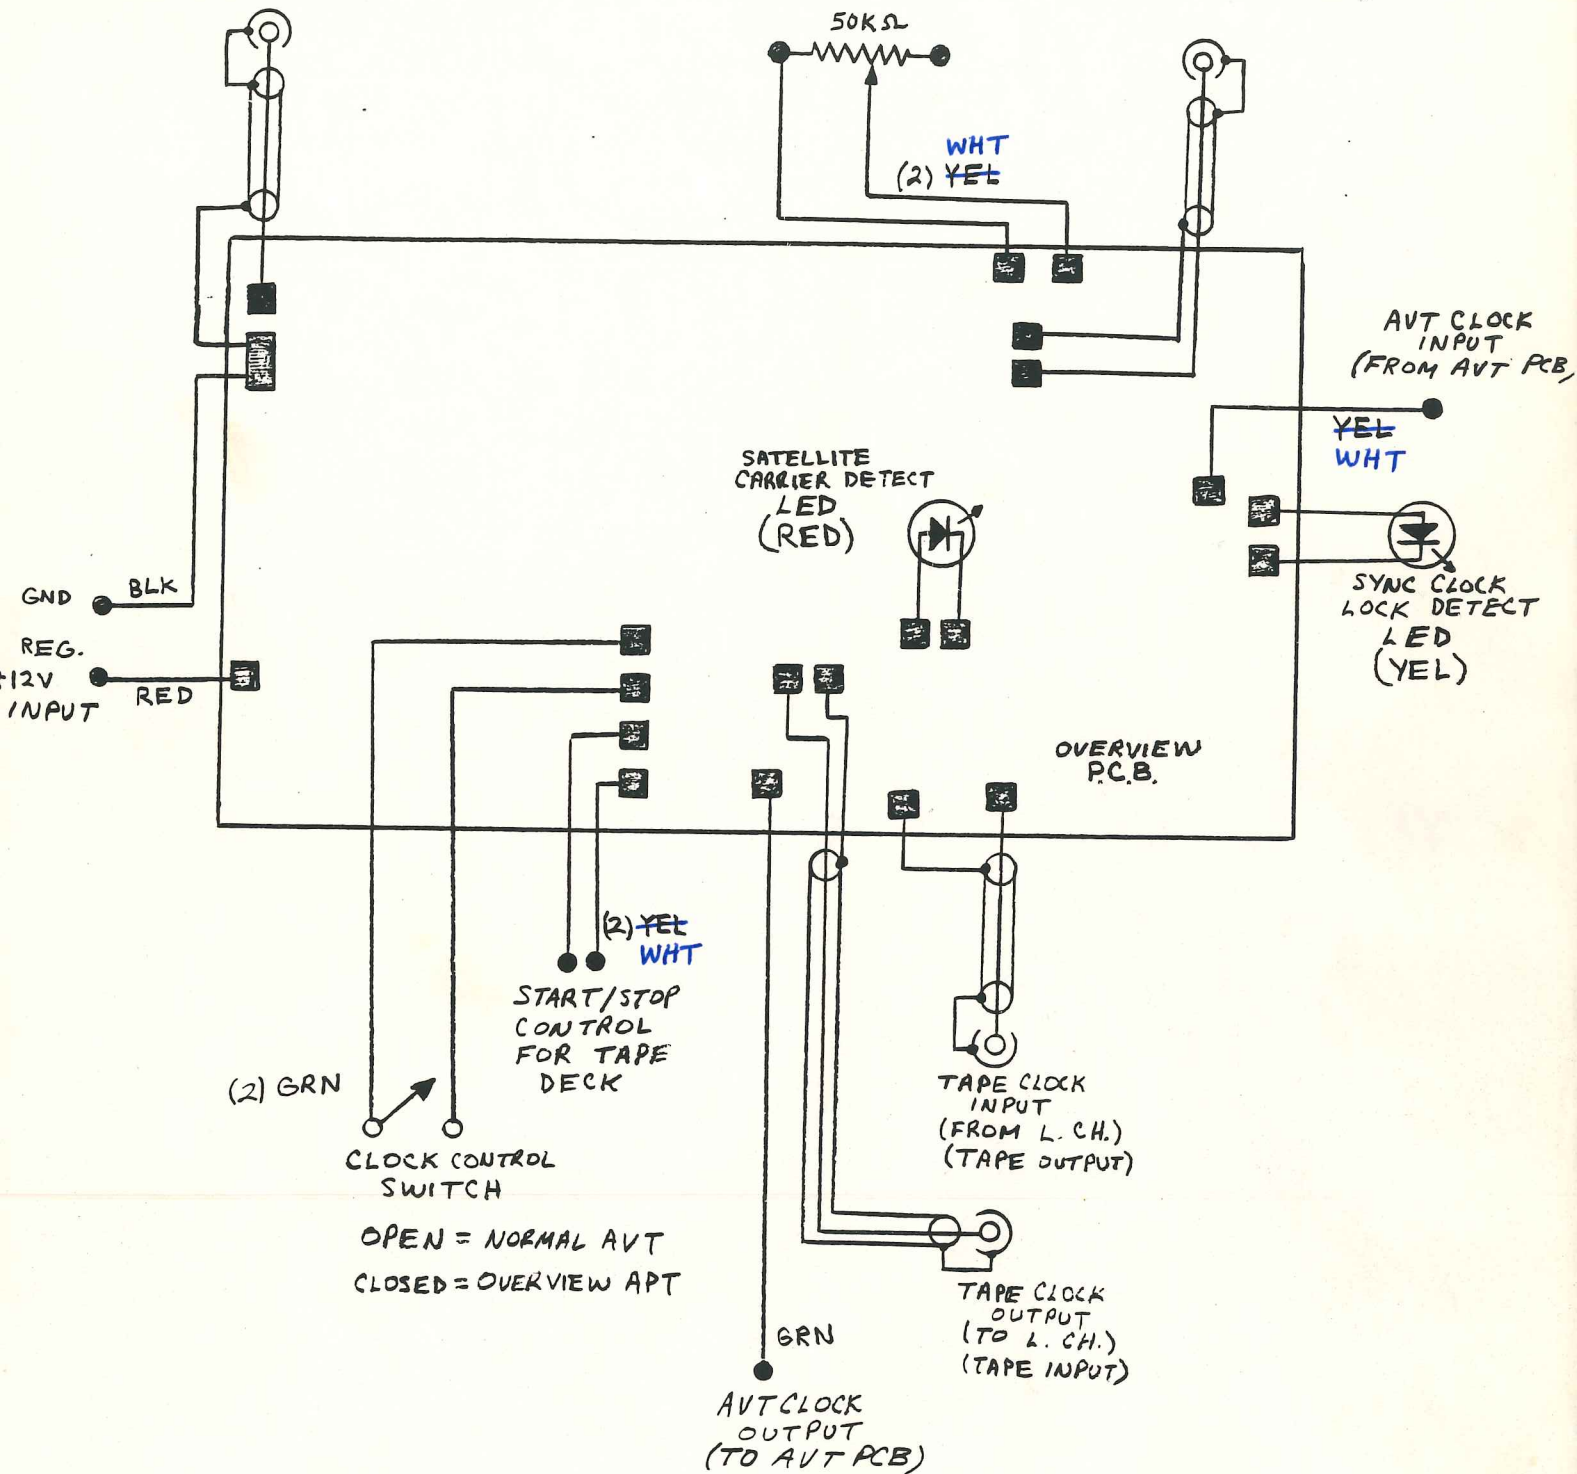 50KΩ
WHT
(2) YEL
AVT CLOCK
INPUT
(FROM AVT PCB)
YEL
WHT
SATELLITE
CARRIER DETECT
LED
(RED)
SYNC CLOCK
LOCK DETECT
LED
(YEL)
GND
BLK
REG.
+12V
INPUT
RED
OVERVIEW
P.C.B.
(2) YEL
WHT
START/STOP
CONTROL
FOR TAPE
DECK
(2) GRN
CLOCK CONTROL
SWITCH
OPEN = NORMAL AVT
CLOSED = OVERVIEW APT
TAPE CLOCK
INPUT
(FROM L. CH.)
(TAPE OUTPUT)
TAPE CLOCK
OUTPUT
(TO L. CH.)
(TAPE INPUT)
GRN
AVT CLOCK
OUTPUT
(TO AVT PCB)